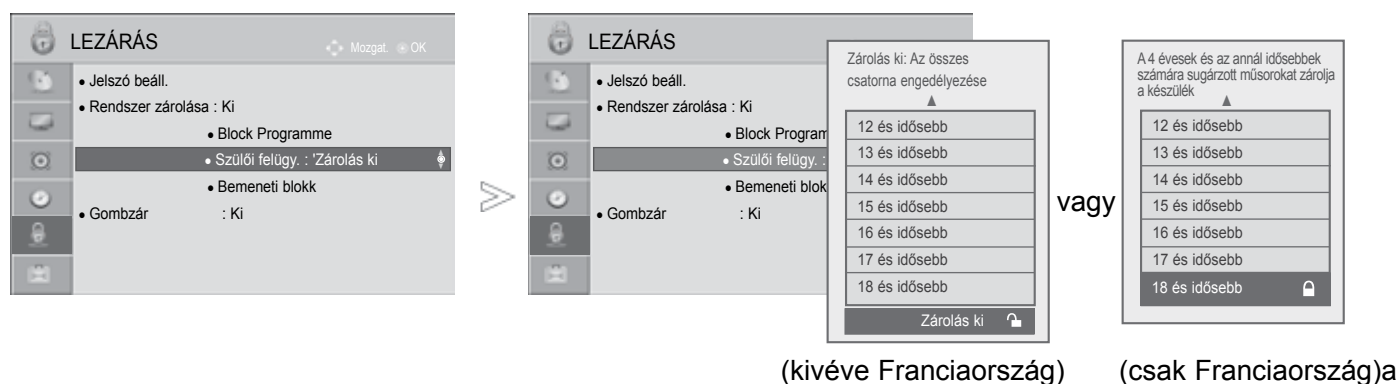 LEZÁRÁS
Mozgat. OK
• Jelszó beáll.
• Rendszer zárolása : Ki
• Block Programme
• Szülői felügy. : 'Zárolás ki
• Bemeneti blokk
• Gombzár : Ki
LEZÁRÁS
• Jelszó beáll.
• Rendszer zárolása : Ki
• Block Program
• Szülői felügy. :
• Bemeneti blok
• Gombzár : Ki
Zárolás ki: Az összes
csatorna engedélyezése
12 és idősebb
13 és idősebb
14 és idősebb
15 és idősebb
16 és idősebb
17 és idősebb
18 és idősebb
Zárolás ki
(kivéve Franciaország)
vagy
A 4 évesek és az annál idősebbek
számára sugárzott műsorokat zárolja
a készülék
12 és idősebb
13 és idősebb
14 és idősebb
15 és idősebb
16 és idősebb
17 és idősebb
18 és idősebb
(csak Franciaország)a